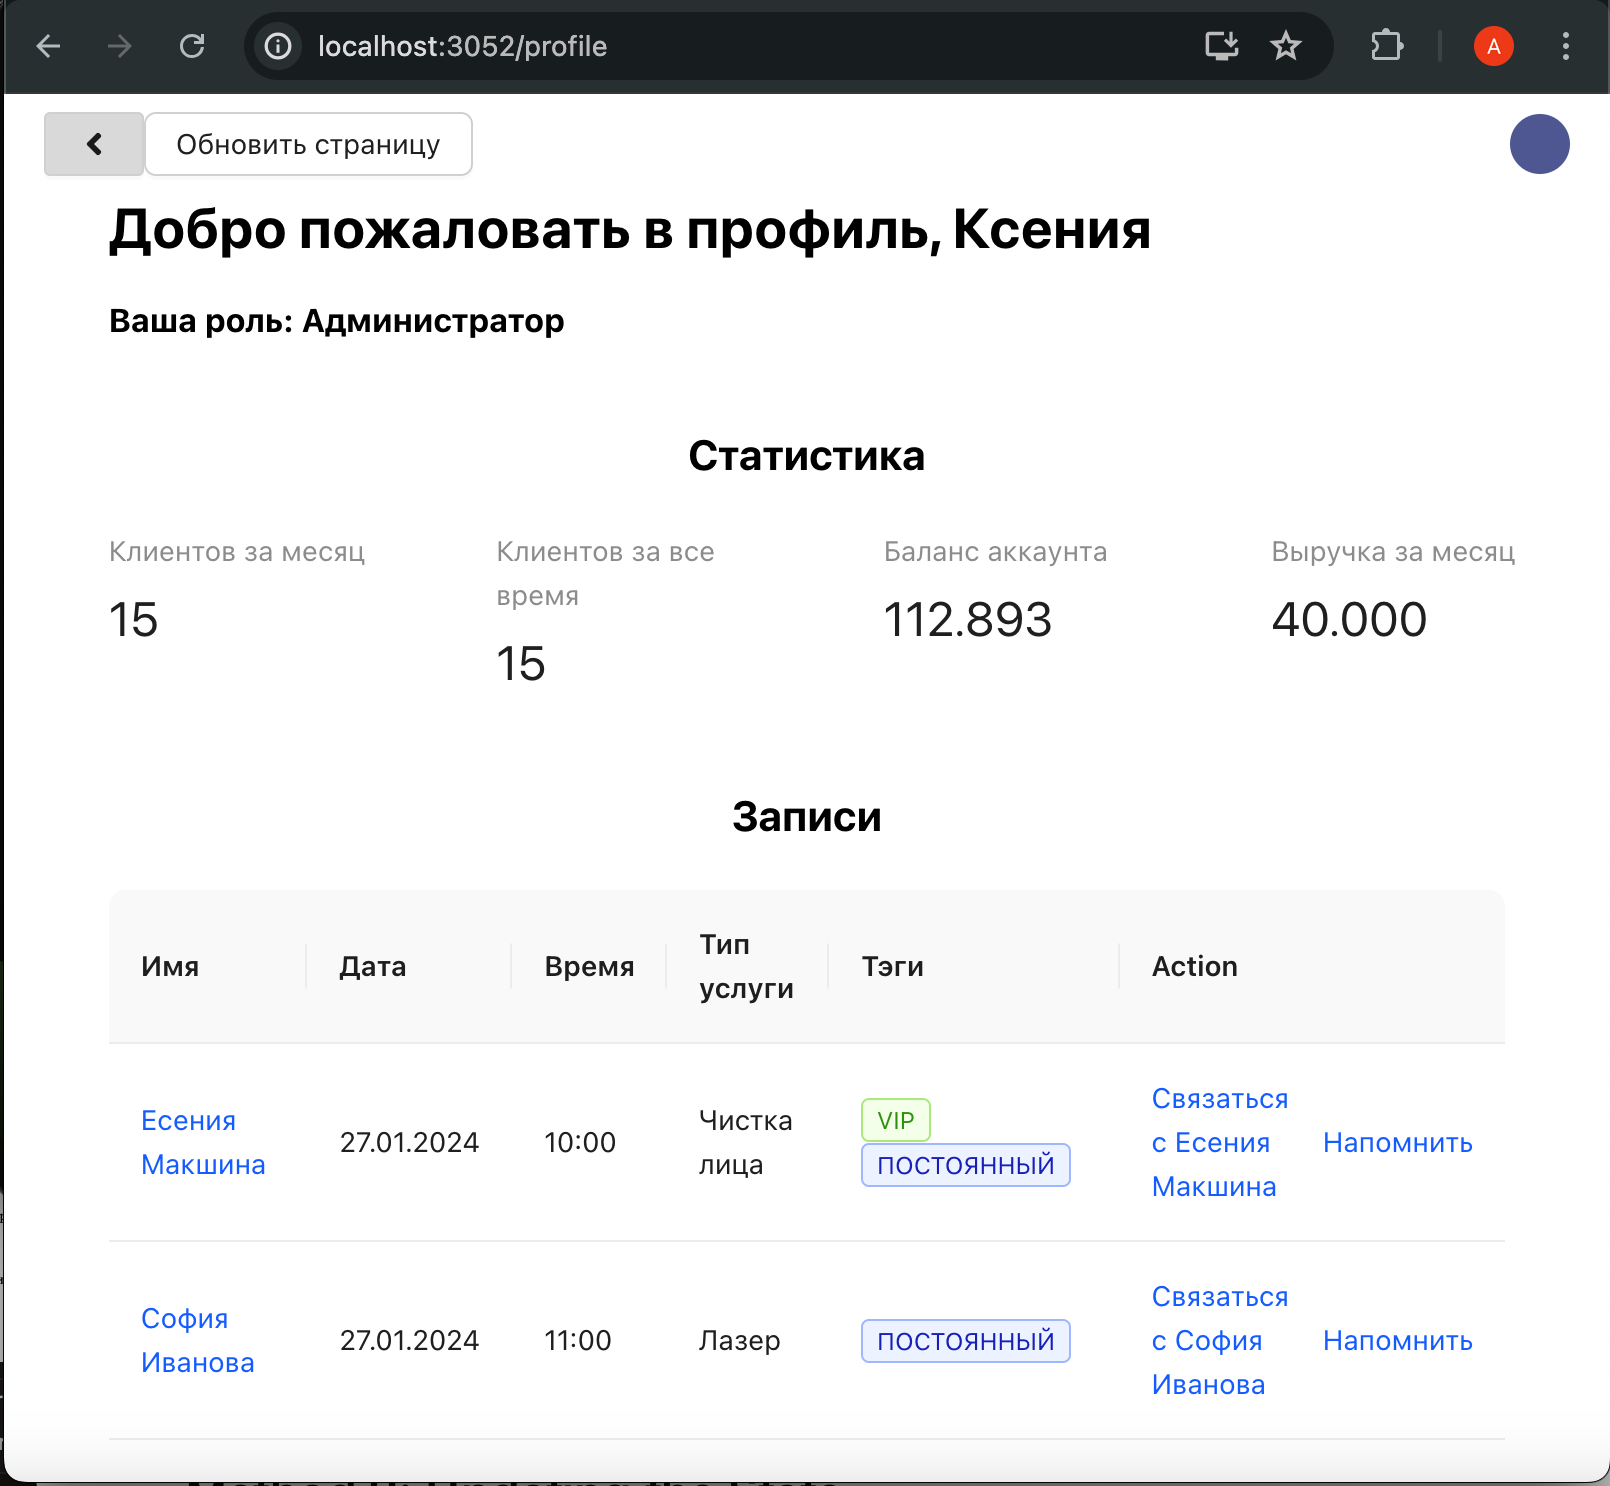 localhost:3052/profile
A
Обновить страницу
Добро пожаловать в профиль, Ксения
Ваша роль: Администратор
Статистика
Клиентов за месяц
15
Клиентов за все
время
15
Баланс аккаунта
112.893
Выручка за месяц
40.000
Записи
Имя
Дата
Время
Тип
услуги
Тэги
Action
Есения
Макшина
27.01.2024
10:00
Чистка
лица
VIP
ПОСТОЯННЫЙ
Связаться
с Есения
Макшина
Напомнить
София
Иванова
27.01.2024
11:00
Лазер
ПОСТОЯННЫЙ
Связаться
с София
Иванова
Напомнить